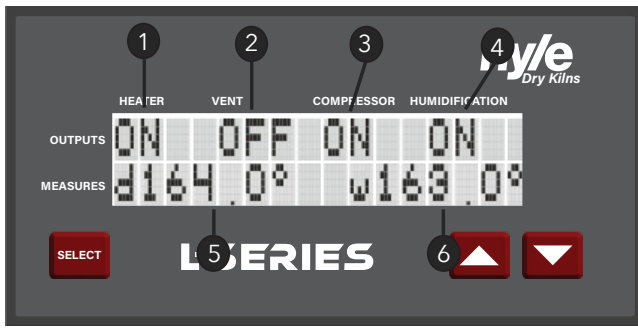 1 2 3 4
nyle
Dry Kilns
HEATER VENT COMPRESSOR HUMIDIFICATION
OUTPUTS ON OFF ON ON
MEASURES d164.0° w163.0°
5 6
SELECT SERIES